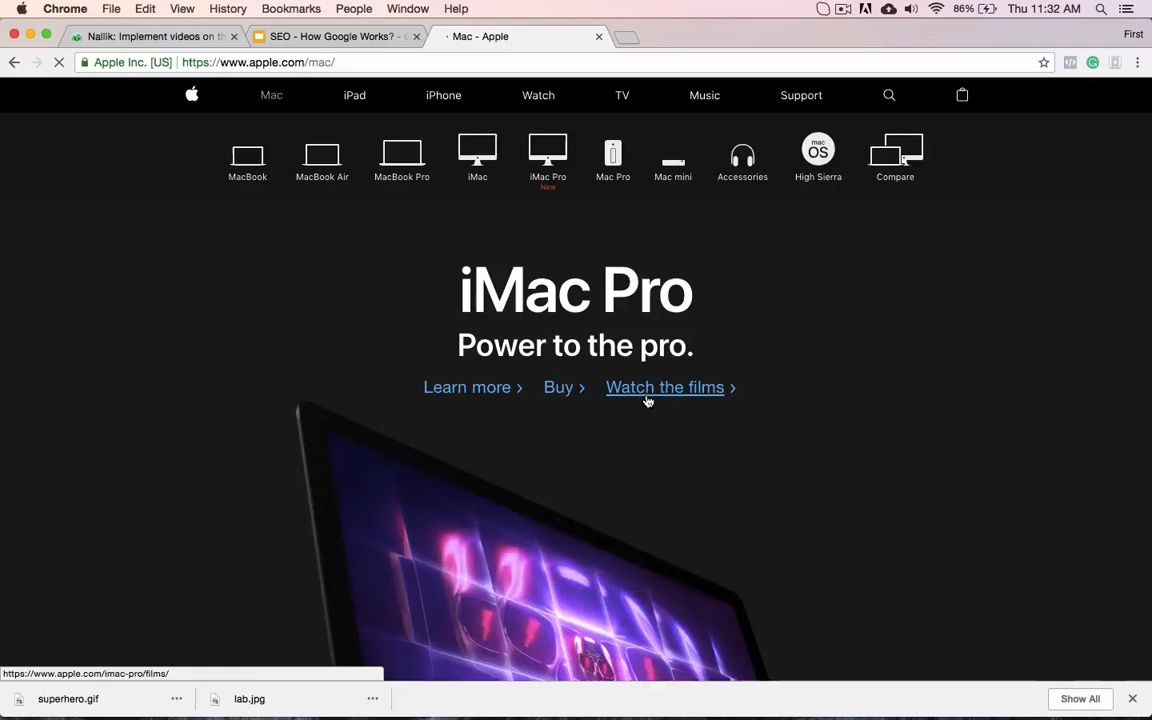 Chrome File Edit View History Bookmarks People Window Help 86% Thu 11:32 AM
Nallik: Implement videos on th SEO - How Google Works? - Mac - Apple First
Apple Inc. [US] https://www.apple.com/mac/
Mac iPad iPhone Watch TV Music Support
mac OS
MacBook MacBook Air MacBook Pro iMac iMac Pro Mac Pro Mac mini Accessories High Sierra Compare
New
iMac Pro
Power to the pro.
Learn more › Buy › Watch the films ›
https://www.apple.com/imac-pro/films/
superhero.gif lab.jpg Show All